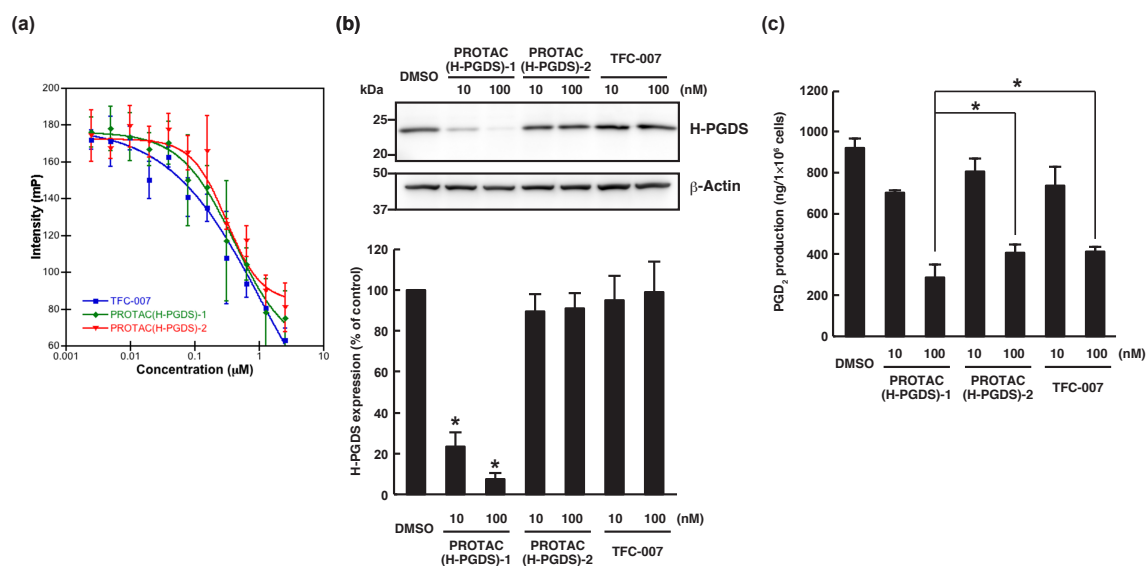 (a)
Intensity (mP)
200
180
160
140
120
100
80
60
TFC-007
PROTAC(H-PGDS)-1
PROTAC(H-PGDS)-2
0.001 0.01 0.1 1 10
Concentration (μM)
(b)
DMSO
PROTAC
(H-PGDS)-1
PROTAC
(H-PGDS)-2
TFC-007
kDa 10 100 10 100 10 100 (nM)
25
20
H-PGDS
50
37
β-Actin
H-PGDS expression (% of control)
120
100
80
60
40
20
0
* *
DMSO
10 100 10 100 10 100 (nM)
PROTAC
(H-PGDS)-1
PROTAC
(H-PGDS)-2
TFC-007
(c)
PGD₂ production (ng/1×10⁶ cells)
1200
1000
900
800
600
400
200
0
*
*
DMSO
10 100 10 100 10 100 (nM)
PROTAC
(H-PGDS)-1
PROTAC
(H-PGDS)-2
TFC-007